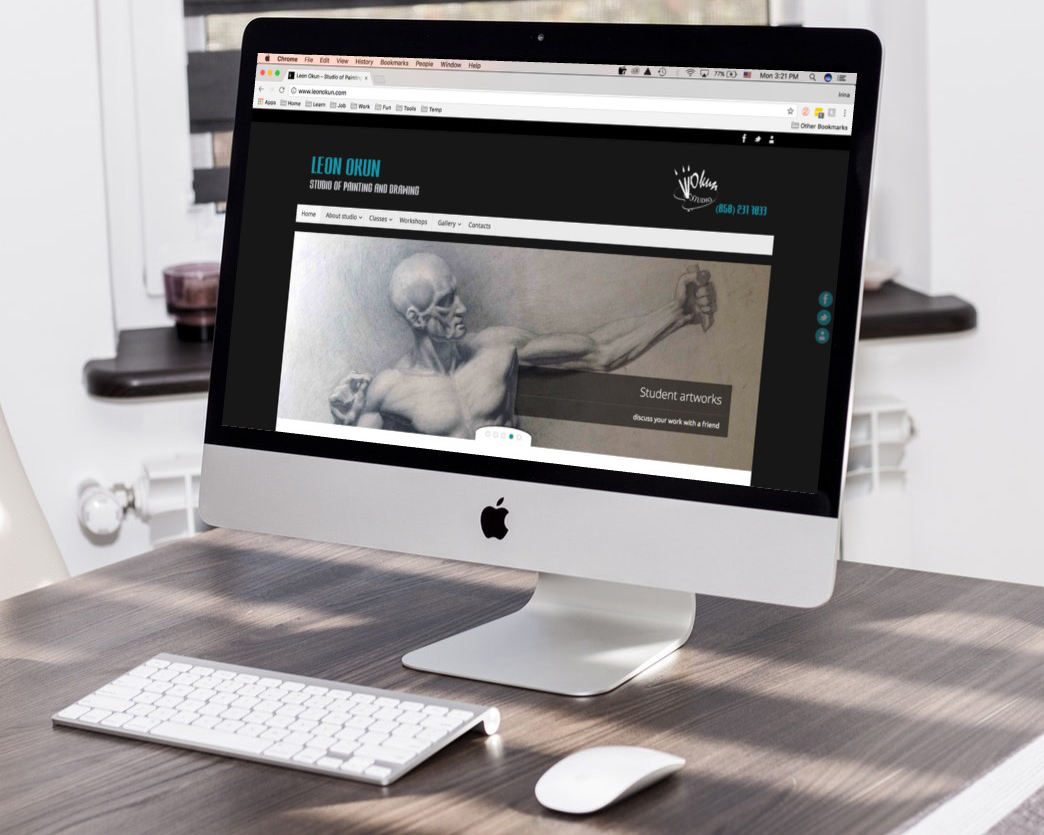 Chrome File Edit View History Bookmarks People Window Help
77% Mon 3:21 PM
Leon Okun – Studio of Painting
Irina
www.leonokun.com
Apps Home Learn Job Work Fun Tools Temp
Other Bookmarks
LEON OKUN
STUDIO OF PAINTING AND DRAWING
Okun
STUDIO
(858) 231 7833
Home About studio Classes Workshops Gallery Contacts
Student artworks
discuss your work with a friend